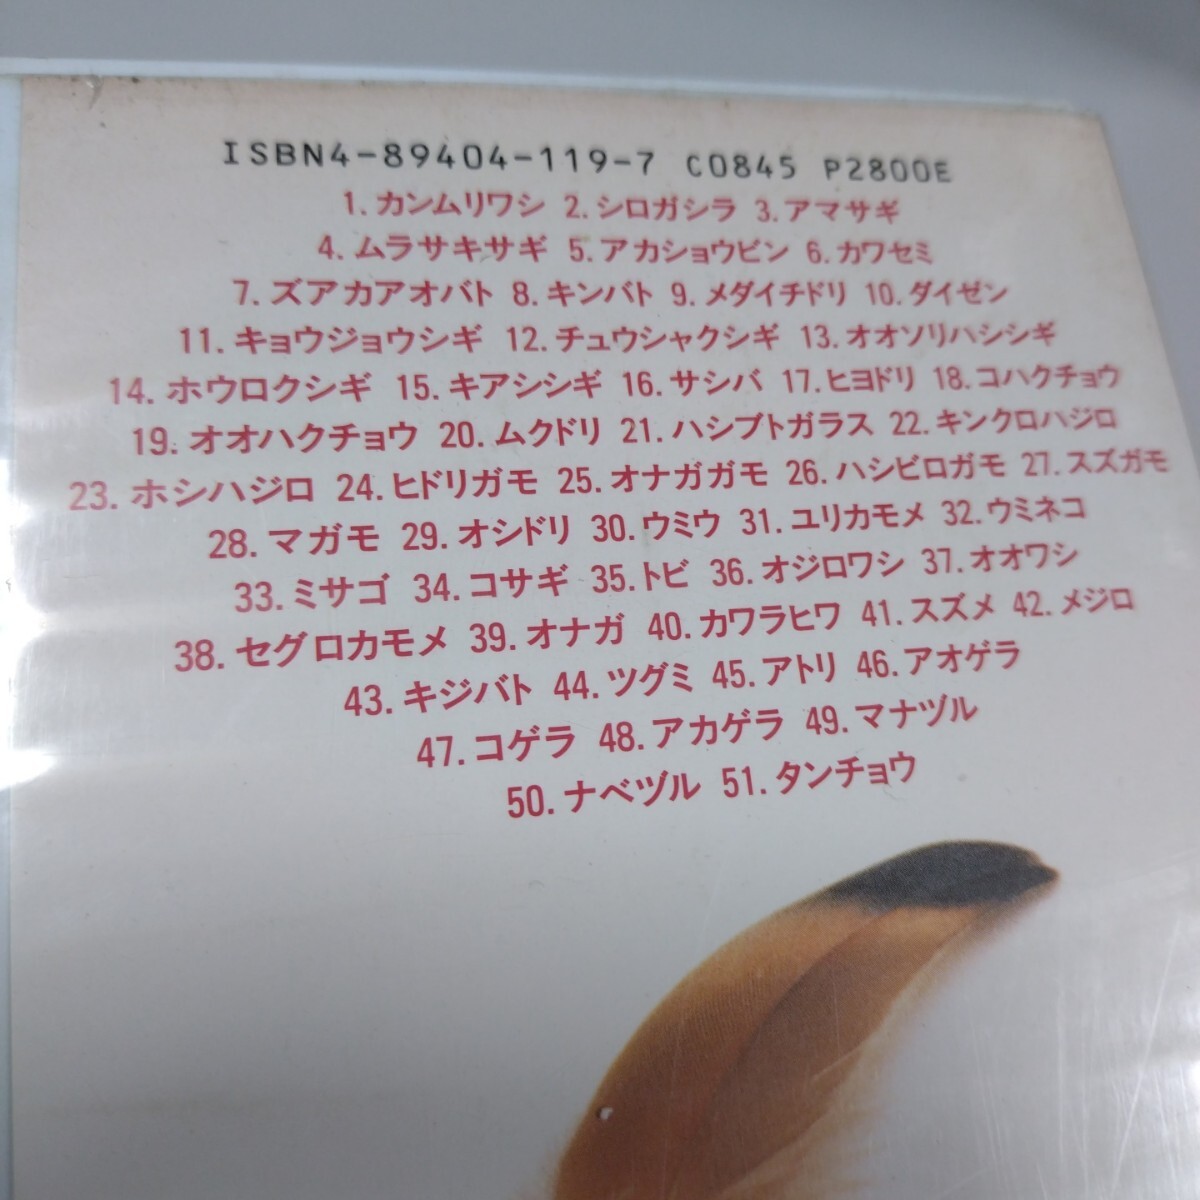 ISBN4-89404-119-7 C0845 P2800E
1. カンムリワシ 2. シロガシラ 3. アマサギ
4. ムラサキサギ 5. アカショウビン 6. カワセミ
7. ズアカアオバト 8. キンバト 9. メダイチドリ 10. ダイゼン
11. キョウジョウシギ 12. チュウシャクシギ 13. オオソリハシシギ
14. ホウロクシギ 15. キアシシギ 16. サシバ 17. ヒヨドリ 18. コハクチョウ
19. オオハクチョウ 20. ムクドリ 21. ハシブトガラス 22. キンクロハジロ
23. ホシハジロ 24. ヒドリガモ 25. オナガガモ 26. ハシビロガモ 27. スズガモ
28. マガモ 29. オシドリ 30. ウミウ 31. ユリカモメ 32. ウミネコ
33. ミサゴ 34. コサギ 35. トビ 36. オジロワシ 37. オオワシ
38. セグロカモメ 39. オナガ 40. カワラヒワ 41. スズメ 42. メジロ
43. キジバト 44. ツグミ 45. アトリ 46. アオゲラ
47. コゲラ 48. アカゲラ 49. マナヅル
50. ナベヅル 51. タンチョウ